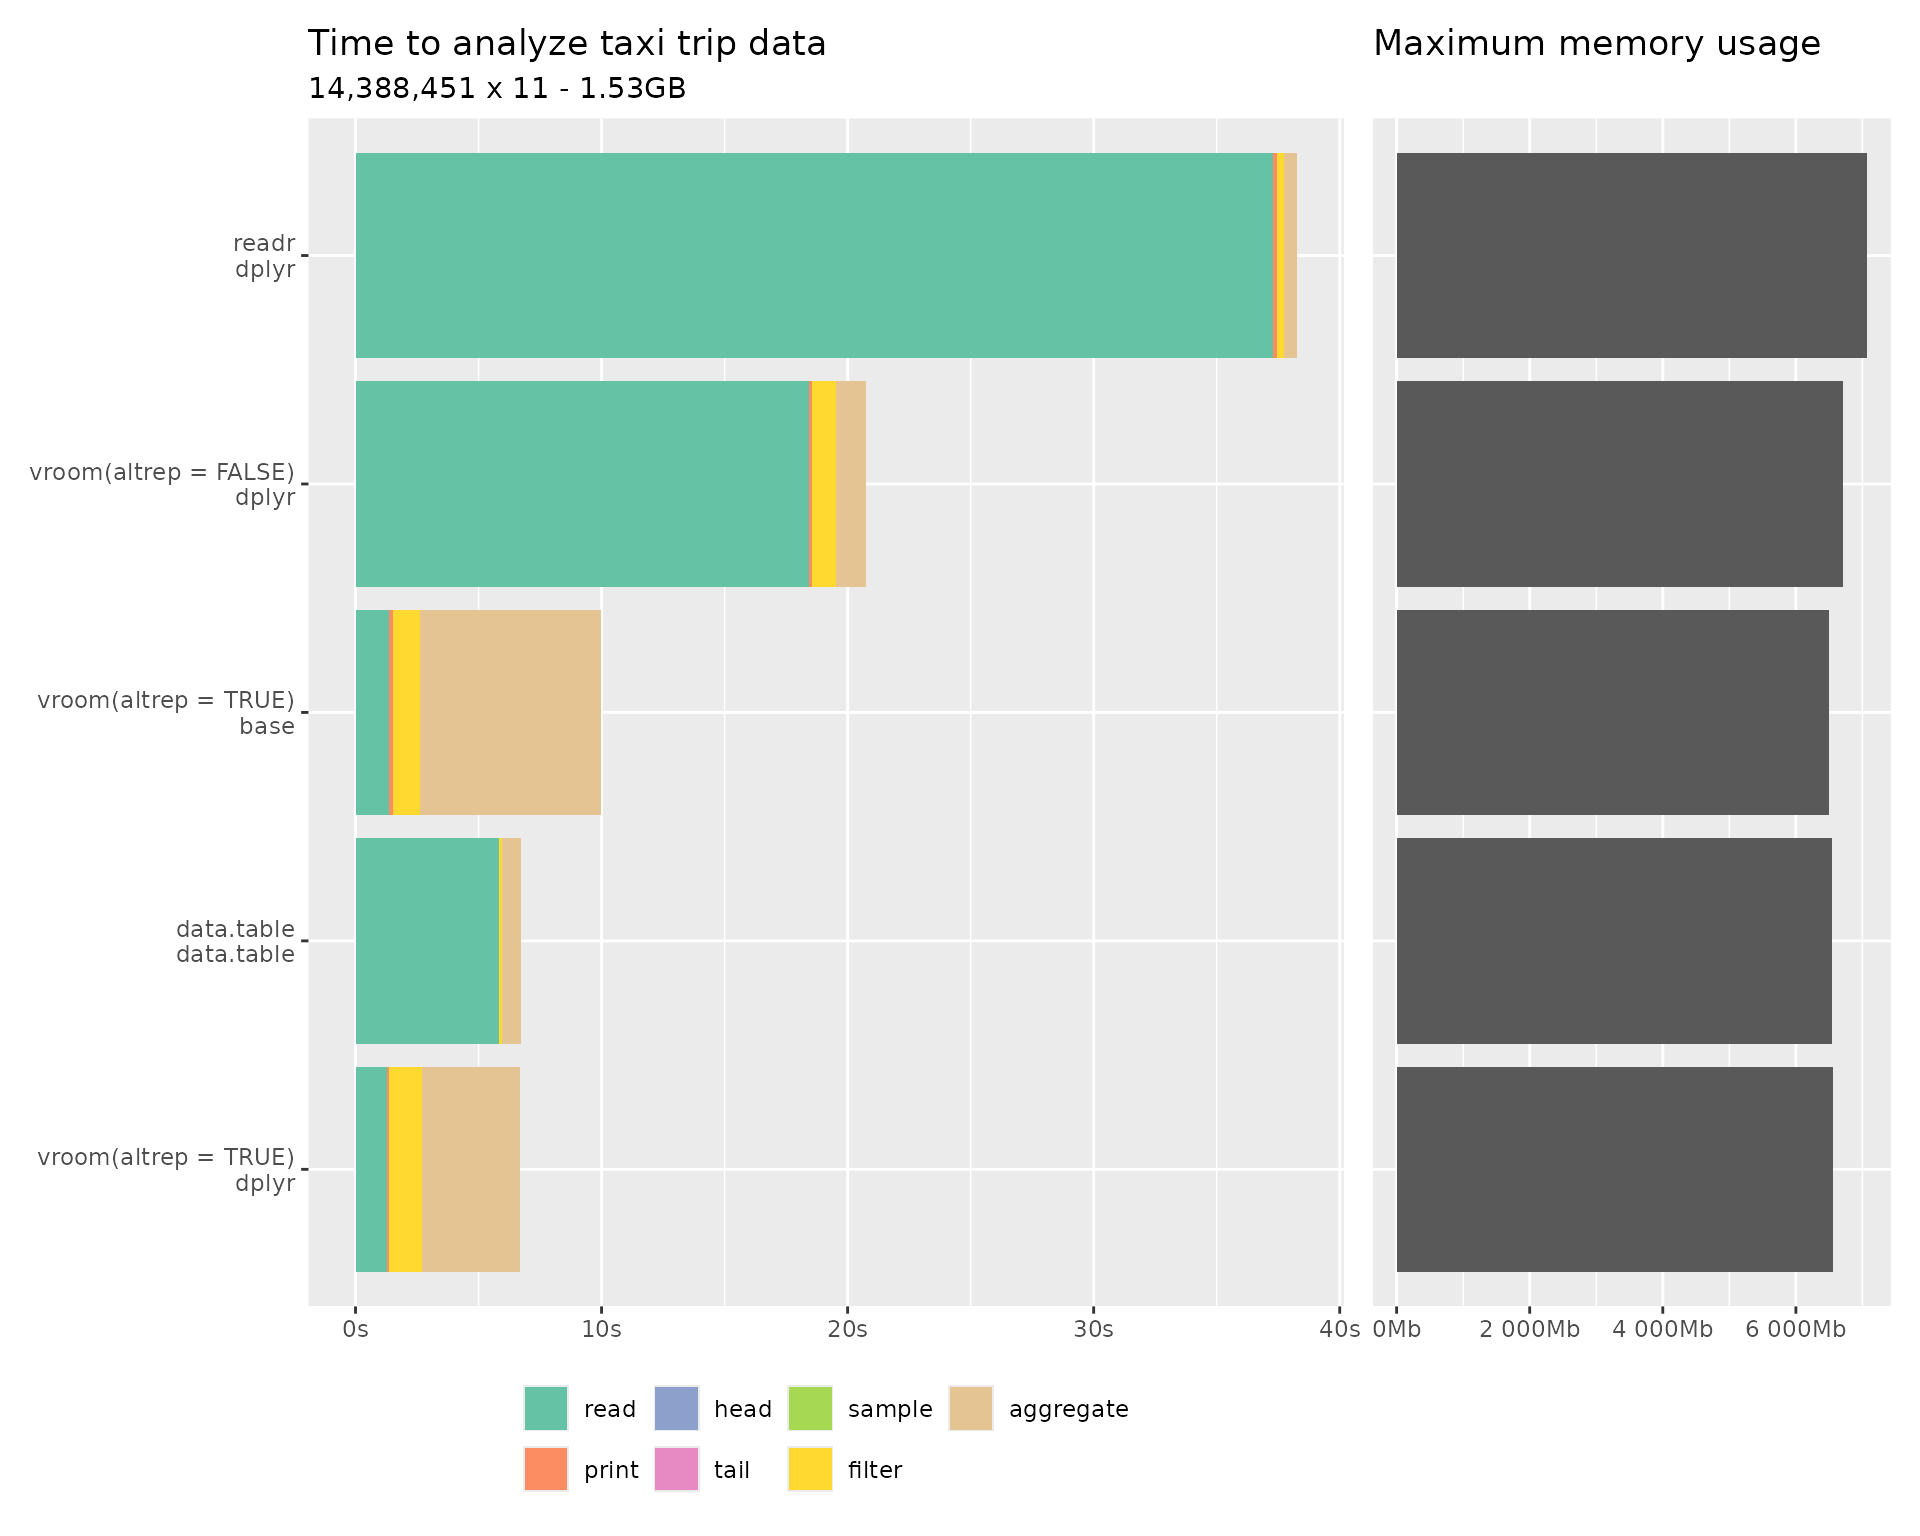 Time to analyze taxi trip data
14,388,451 x 11 - 1.53GB
Maximum memory usage
readr
dplyr
vroom(altrep = FALSE)
dplyr
vroom(altrep = TRUE)
base
data.table
data.table
vroom(altrep = TRUE)
dplyr
0s 10s 20s 30s 40s
0Mb 2 000Mb 4 000Mb 6 000Mb
read head sample aggregate
print tail filter